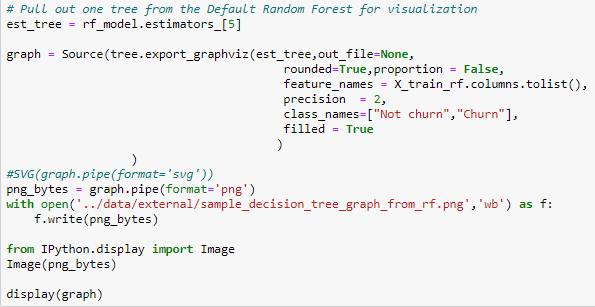 # Pull out one tree from the Default Random Forest for visualization
est_tree = rf_model.estimators_[5]
graph = Source(tree.export_graphviz(est_tree,out_file=None,
rounded=True,proportion = False,
feature_names = X_train_rf.columns.tolist(),
precision  = 2,
class_names=["Not churn","Churn"],
filled = True
)
)
#SVG(graph.pipe(format='svg'))
png_bytes = graph.pipe(format='png')
with open('../data/external/sample_decision_tree_graph_from_rf.png','wb') as f:
f.write(png_bytes)
from IPython.display import Image
Image(png_bytes)
display(graph)